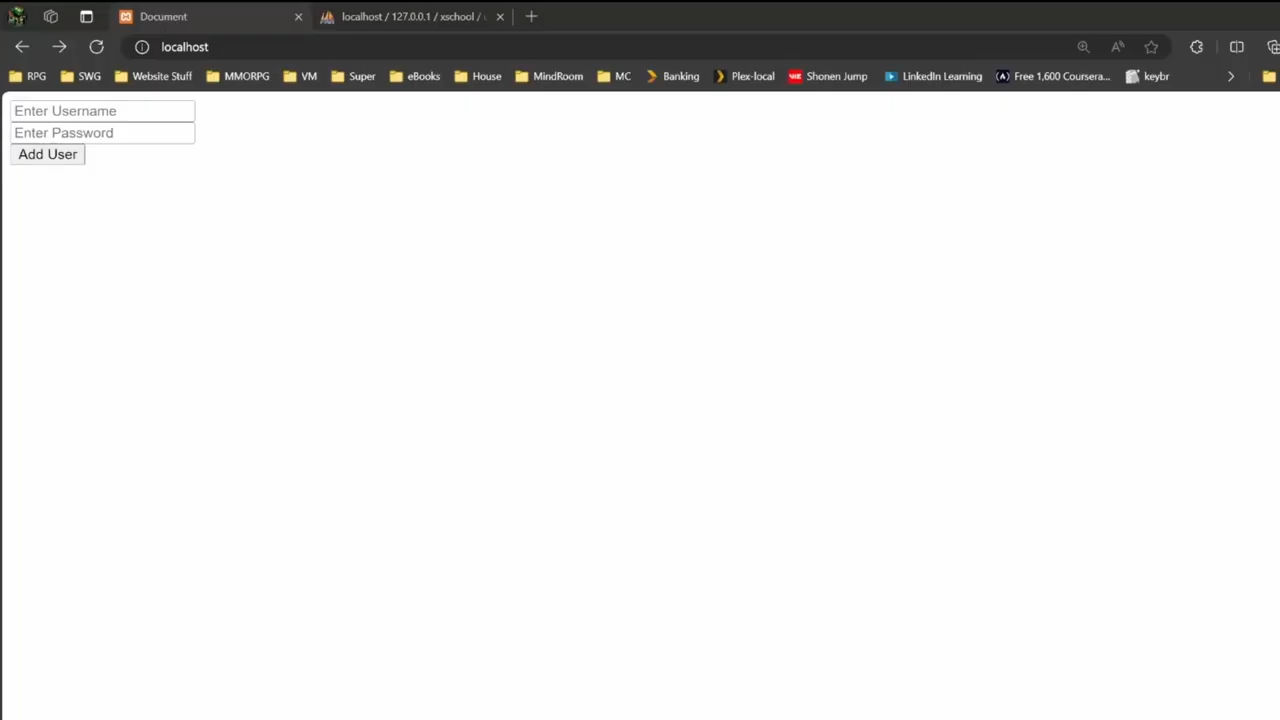 Document
localhost / 127.0.0.1 / xschool /
localhost
RPG SWG Website Stuff MMORPG VM Super eBooks House MindRoom MC Banking Plex-local Shonen Jump LinkedIn Learning Free 1,600 Coursera... keybr
Enter Username
Enter Password
Add User